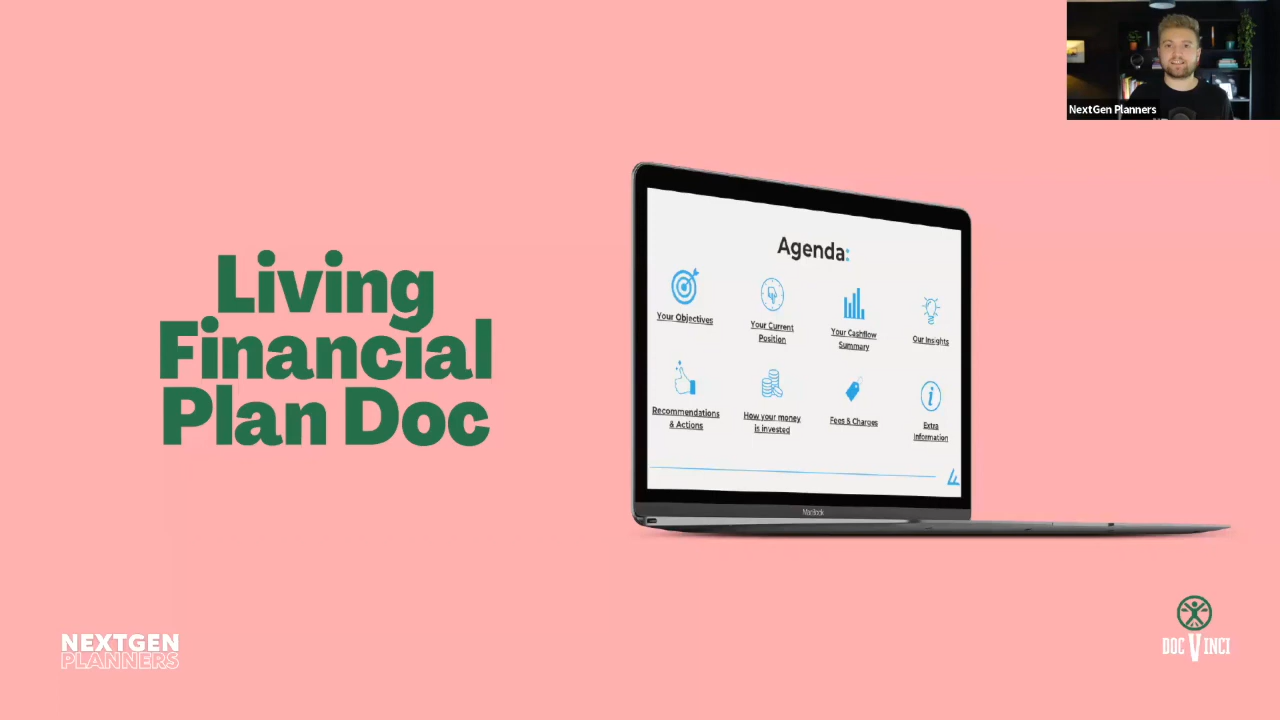 NextGen Planners
Living
Financial
Plan Doc
Agenda:
Your Objectives
Your Current
Position
Your Cashflow
Summary
Our Insights
Recommendations
& Actions
How your money
is invested
Fees & Charges
Extra
Information
MacBook
NEXTGEN
PLANNERS
DOC VINCI